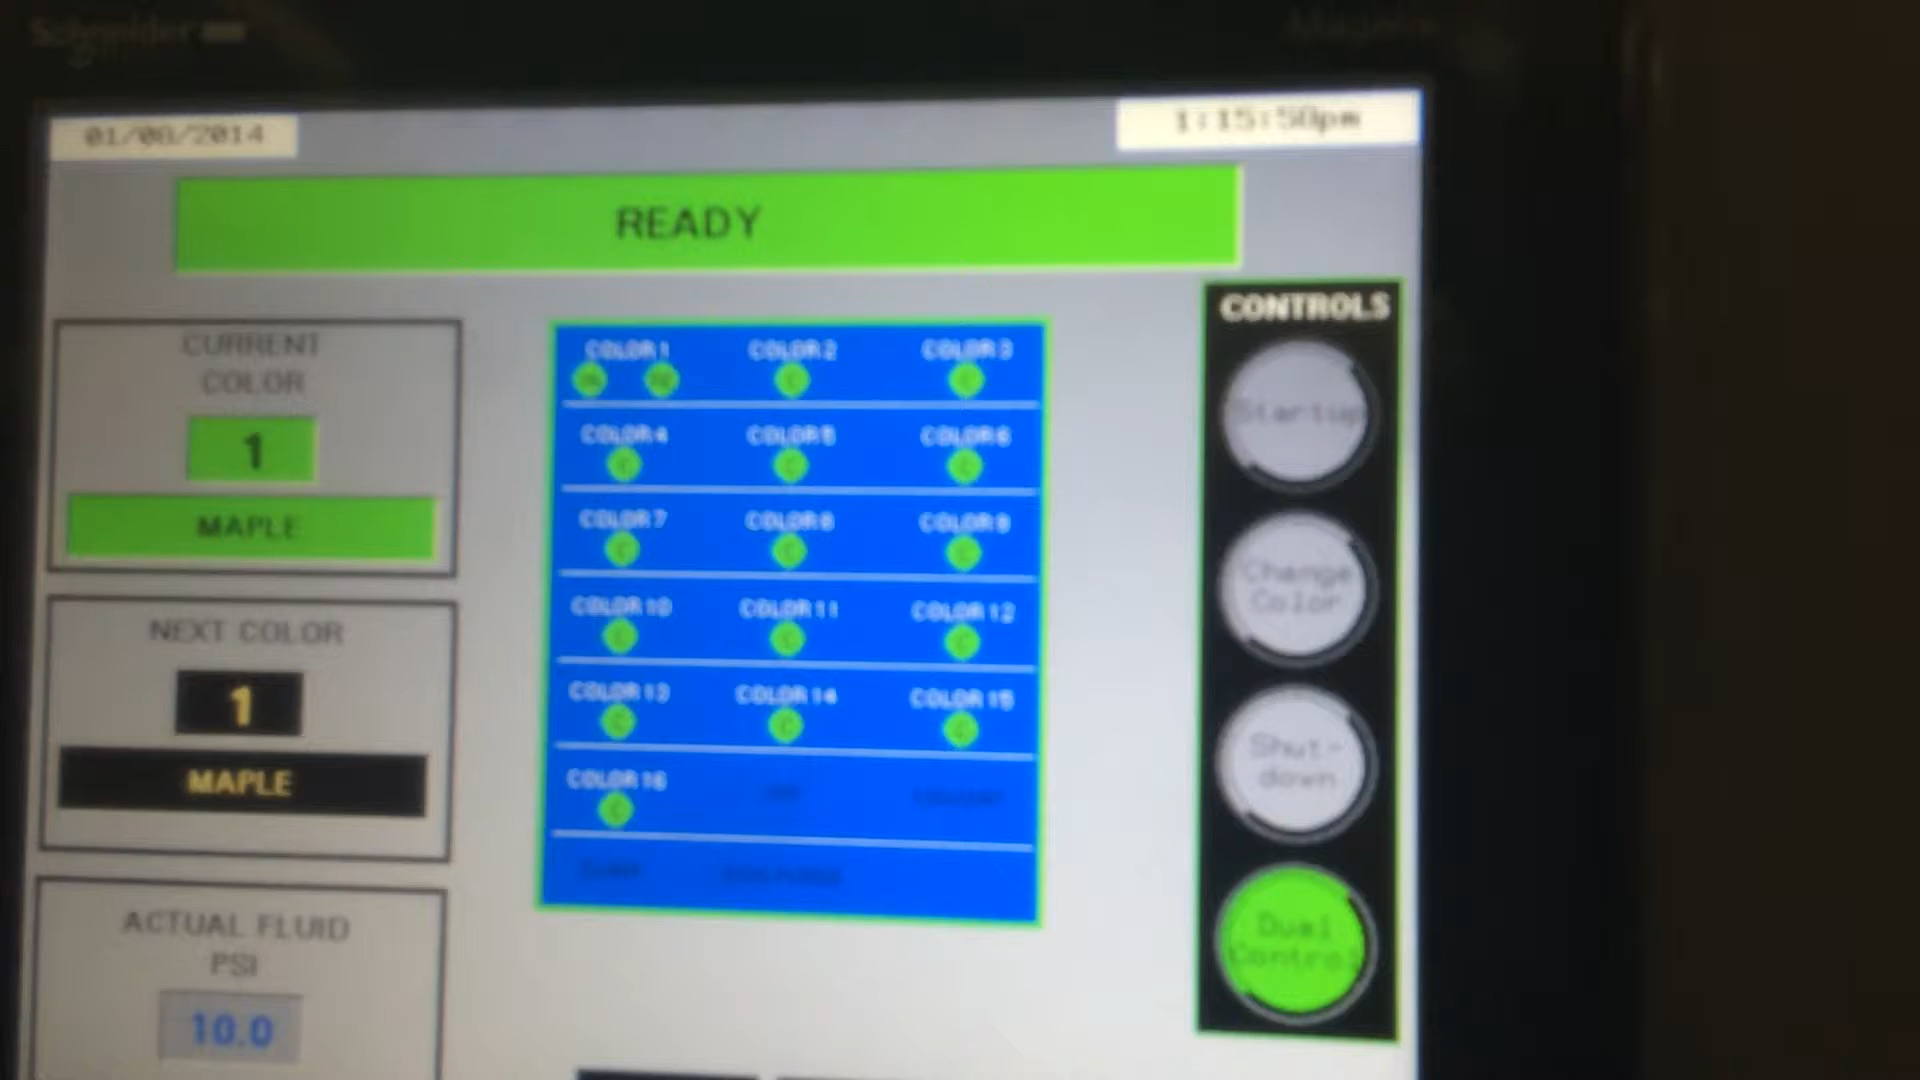 Schneider
Magelis
01/08/2014
1:15:50pm
READY
CURRENT
COLOR
1
MAPLE
NEXT COLOR
1
MAPLE
ACTUAL FLUID
PSI
10.0
COLOR 1 COLOR 2 COLOR 3
C C
COLOR 4 COLOR 5 COLOR 6
C C C
COLOR 7 COLOR 8 COLOR 9
C C C
COLOR 10 COLOR 11 COLOR 12
C C C
COLOR 13 COLOR 14 COLOR 15
C C C
COLOR 16
C
CONTROLS
Startup
Change
Color
Shut-
down
Dual
Control